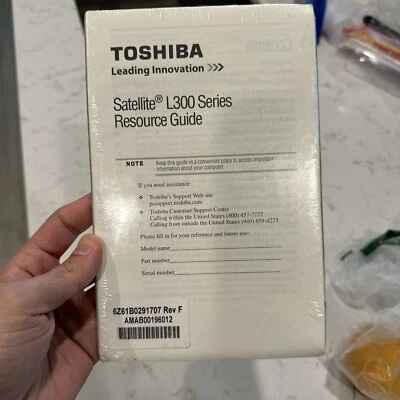 TOSHIBA
Leading Innovation >>>
Satellite® L300 Series
Resource Guide
NOTE Keep this guide in a convenient place to access important
information about your computer.
If you need assistance:
❖ Toshiba's Support Web site
pcsupport.toshiba.com
❖ Toshiba Customer Support Center
Calling within the United States (800) 457-7777
Calling from outside the United States (949) 859-4273
Please fill in for your reference and future use:
Model name
Part number
Serial number
6Z61B0291707 Rev F
AMAB00196012